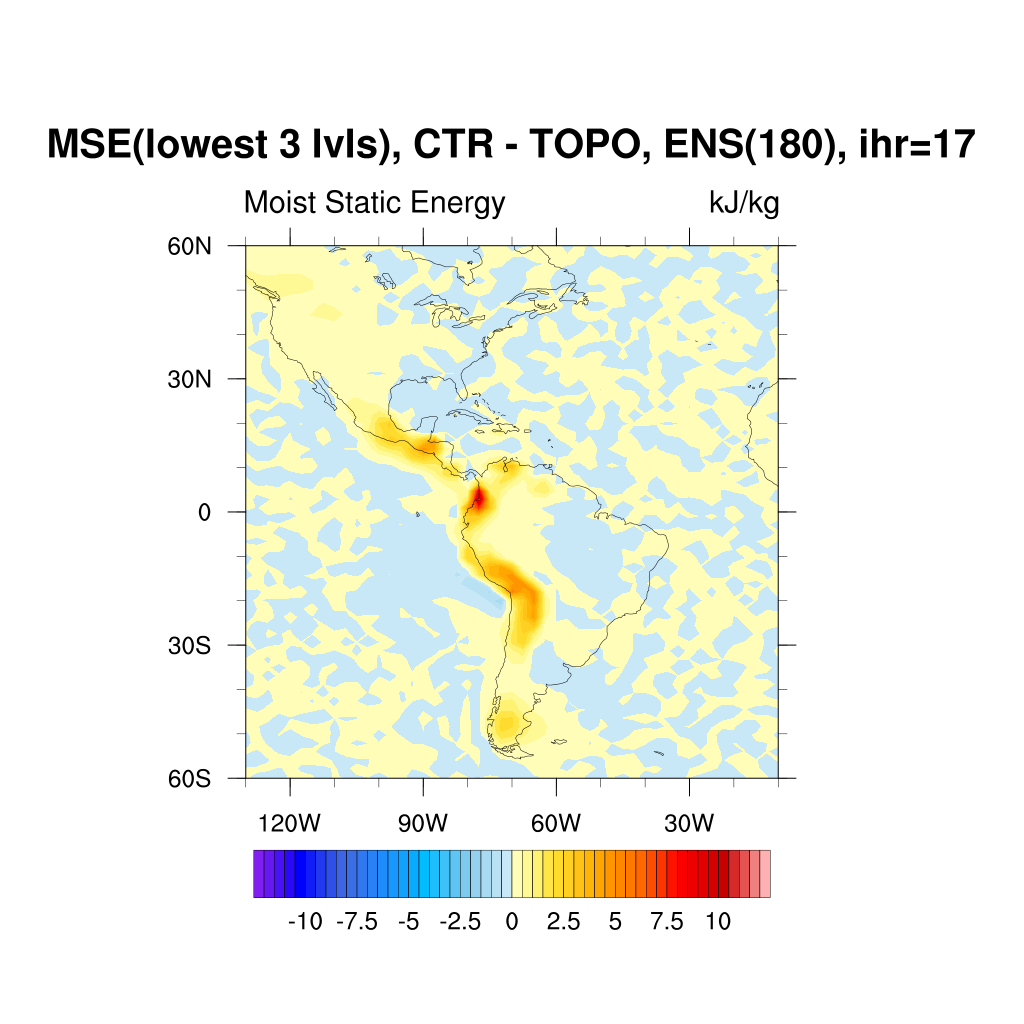 MSE(lowest 3 lvls), CTR - TOPO, ENS(180), ihr=17
Moist Static Energy kJ/kg
60N
30N
0
30S
60S
120W 90W 60W 30W
-10 -7.5 -5 -2.5 0 2.5 5 7.5 10